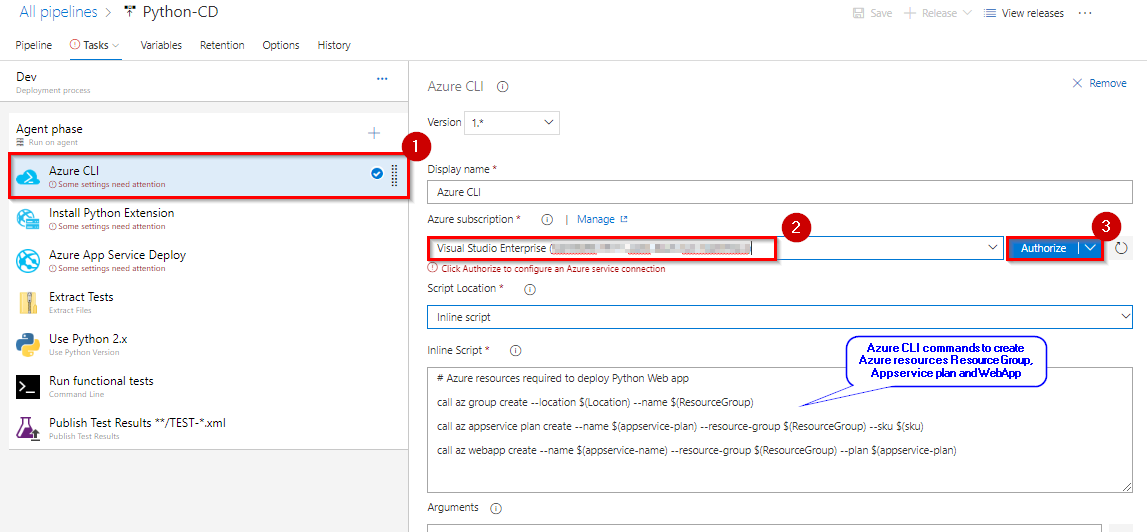 All pipelines > Python-CD
Save + Release View releases ...
Pipeline Tasks Variables Retention Options History
Dev
Deployment process
...
Agent phase
Run on agent
+
1
Azure CLI
Some settings need attention
Install Python Extension
Some settings need attention
Azure App Service Deploy
Some settings need attention
Extract Tests
Extract Files
Use Python 2.x
Use Python Version
Run functional tests
Command Line
Publish Test Results **/TEST-*.xml
Publish Test Results
Azure CLI
Remove
Version 1.*
Display name *
Azure CLI
Azure subscription * | Manage
2
3
Visual Studio Enterprise (
Authorize
Click Authorize to configure an Azure service connection
Script Location *
Inline script
Inline Script *
Azure CLI commands to create
Azure resources Resource Group,
Appservice plan and WebApp
# Azure resources required to deploy Python Web app
call az group create --location $(Location) --name $(ResourceGroup)
call az appservice plan create --name $(appservice-plan) --resource-group $(ResourceGroup) --sku $(sku)
call az webapp create --name $(appservice-name) --resource-group $(ResourceGroup) --plan $(appservice-plan)
Arguments